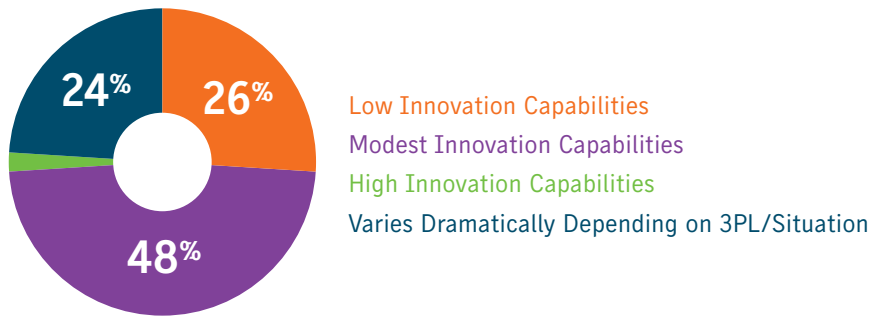 24%
26%
48%
Low Innovation Capabilities
Modest Innovation Capabilities
High Innovation Capabilities
Varies Dramatically Depending on 3PL/Situation